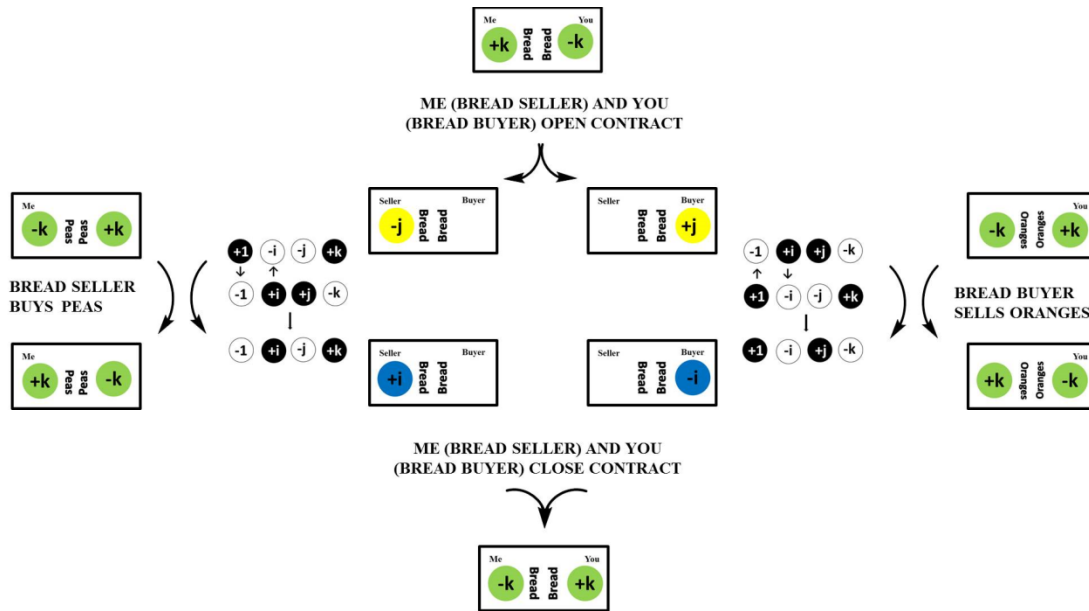 Me You
+k Bread Bread -k
ME (BREAD SELLER) AND YOU
(BREAD BUYER) OPEN CONTRACT
Me
-k Peas Peas +k
Seller Buyer
-j Bread Bread
Seller Buyer
Bread Bread +j
You
-k Oranges Oranges +k
+1 -i -j +k
-1 +i +j -k
-1 +i -j +k
-1 +i +j -k
+1 -i -j +k
+1 -i +j -k
BREAD SELLER
BUYS PEAS
BREAD BUYER
SELLS ORANGES
Me
+k Peas Peas -k
Seller Buyer
+i Bread Bread
Seller Buyer
Bread Bread -i
You
+k Oranges Oranges -k
ME (BREAD SELLER) AND YOU
(BREAD BUYER) CLOSE CONTRACT
Me You
-k Bread Bread +k